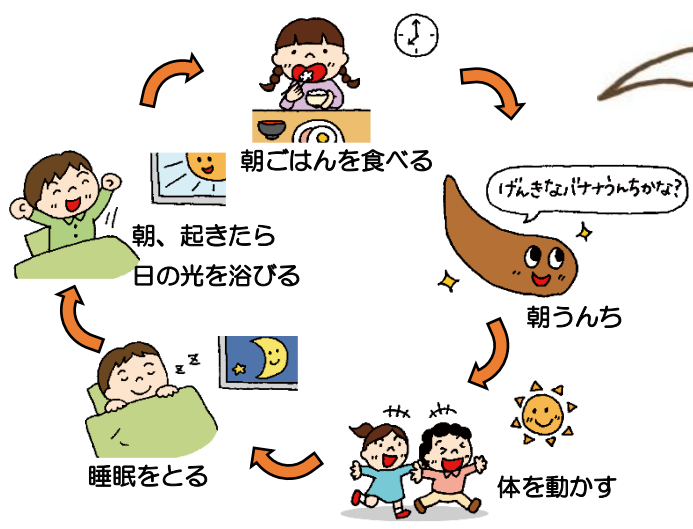 朝ごはんを食べる
げんきなバナナうんちかな?
朝うんち
体を動かす
睡眠をとる
z z
朝、起きたら
日の光を浴びる